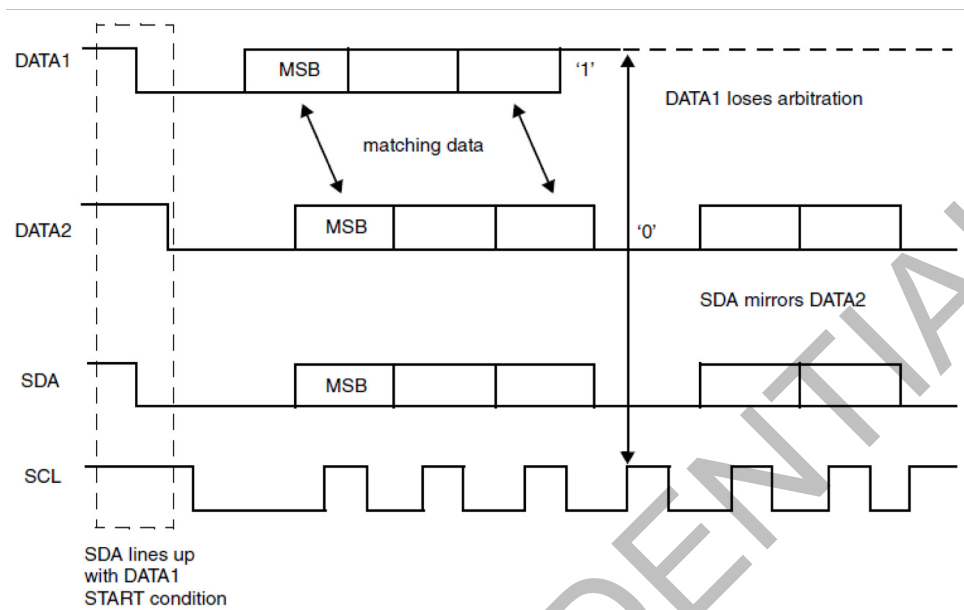 DATA1
MSB
‘1’
DATA1 loses arbitration
matching data
DATA2
MSB
‘0’
SDA mirrors DATA2
SDA
MSB
SCL
SDA lines up
with DATA1
START condition
DENTIAL